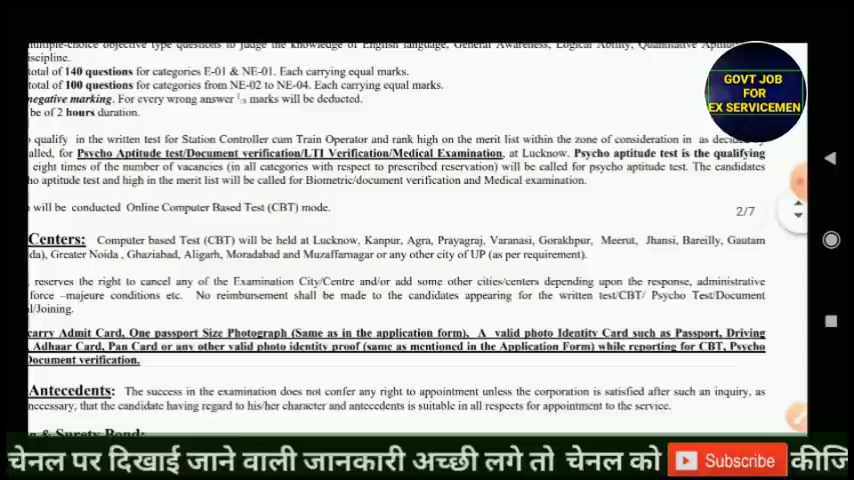 multiple-choice objective type questions to judge the knowledge of English language, General Awareness, Logical Ability, Quantitative
iscipline.
total of 140 questions for categories E-01 & NE-01. Each carrying equal marks.
total of 100 questions for categories from NE-02 to NE-04. Each carrying equal marks.
negative marking. For every wrong answer marks will be deducted.
be of 2 hours duration.
GOVT JOB
FOR
EX SERVICEMEN
o qualify in the written test for Station Controller cum Train Operator and rank high on the merit list within the zone of consideration in as
alled, for Psycho Aptitude test/Document verification/LTI Verification/Medical Examination, at Lucknow. Psycho aptitude test is the qualifying
eight times of the number of vacancies (in all categories with respect to prescribed reservation) will be called for psycho aptitude test. The candidates
ho aptitude test and high in the merit list will be called for Biometric/document verification and Medical examination.
will be conducted Online Computer Based Test (CBT) mode.
2/7
Centers: Computer based Test (CBT) will be held at Lucknow, Kanpur, Agra, Prayagraj, Varanasi, Gorakhpur, Meerut, Jhansi, Bareilly, Gautam
da), Greater Noida , Ghaziabad, Aligarh, Moradabad and Muzaffarnagar or any other city of UP (as per requirement).
, reserves the right to cancel any of the Examination City/Centre and/or add some other cities/centers depending upon the response, administrative
force –majeure conditions etc. No reimbursement shall be made to the candidates appearing for the written test/CBT/ Psycho Test/Document
l/Joining.
carry Admit Card, One passport Size Photograph (Same as in the application form), A valid photo Identity Card such as Passport, Driving
, Adhaar Card, Pan Card or any other valid photo identity proof (same as mentioned in the Application Form) while reporting for CBT, Psycho
Document verification.
Antecedents: The success in the examination does not confer any right to appointment unless the corporation is satisfied after such an inquiry, as
necessary, that the candidate having regard to his/her character and antecedents is suitable in all respects for appointment to the service.
& Surety Bond:
चेनल पर दिखाई जाने वाली जानकारी अच्छी लगे तो चेनल को Subscribe कीजि